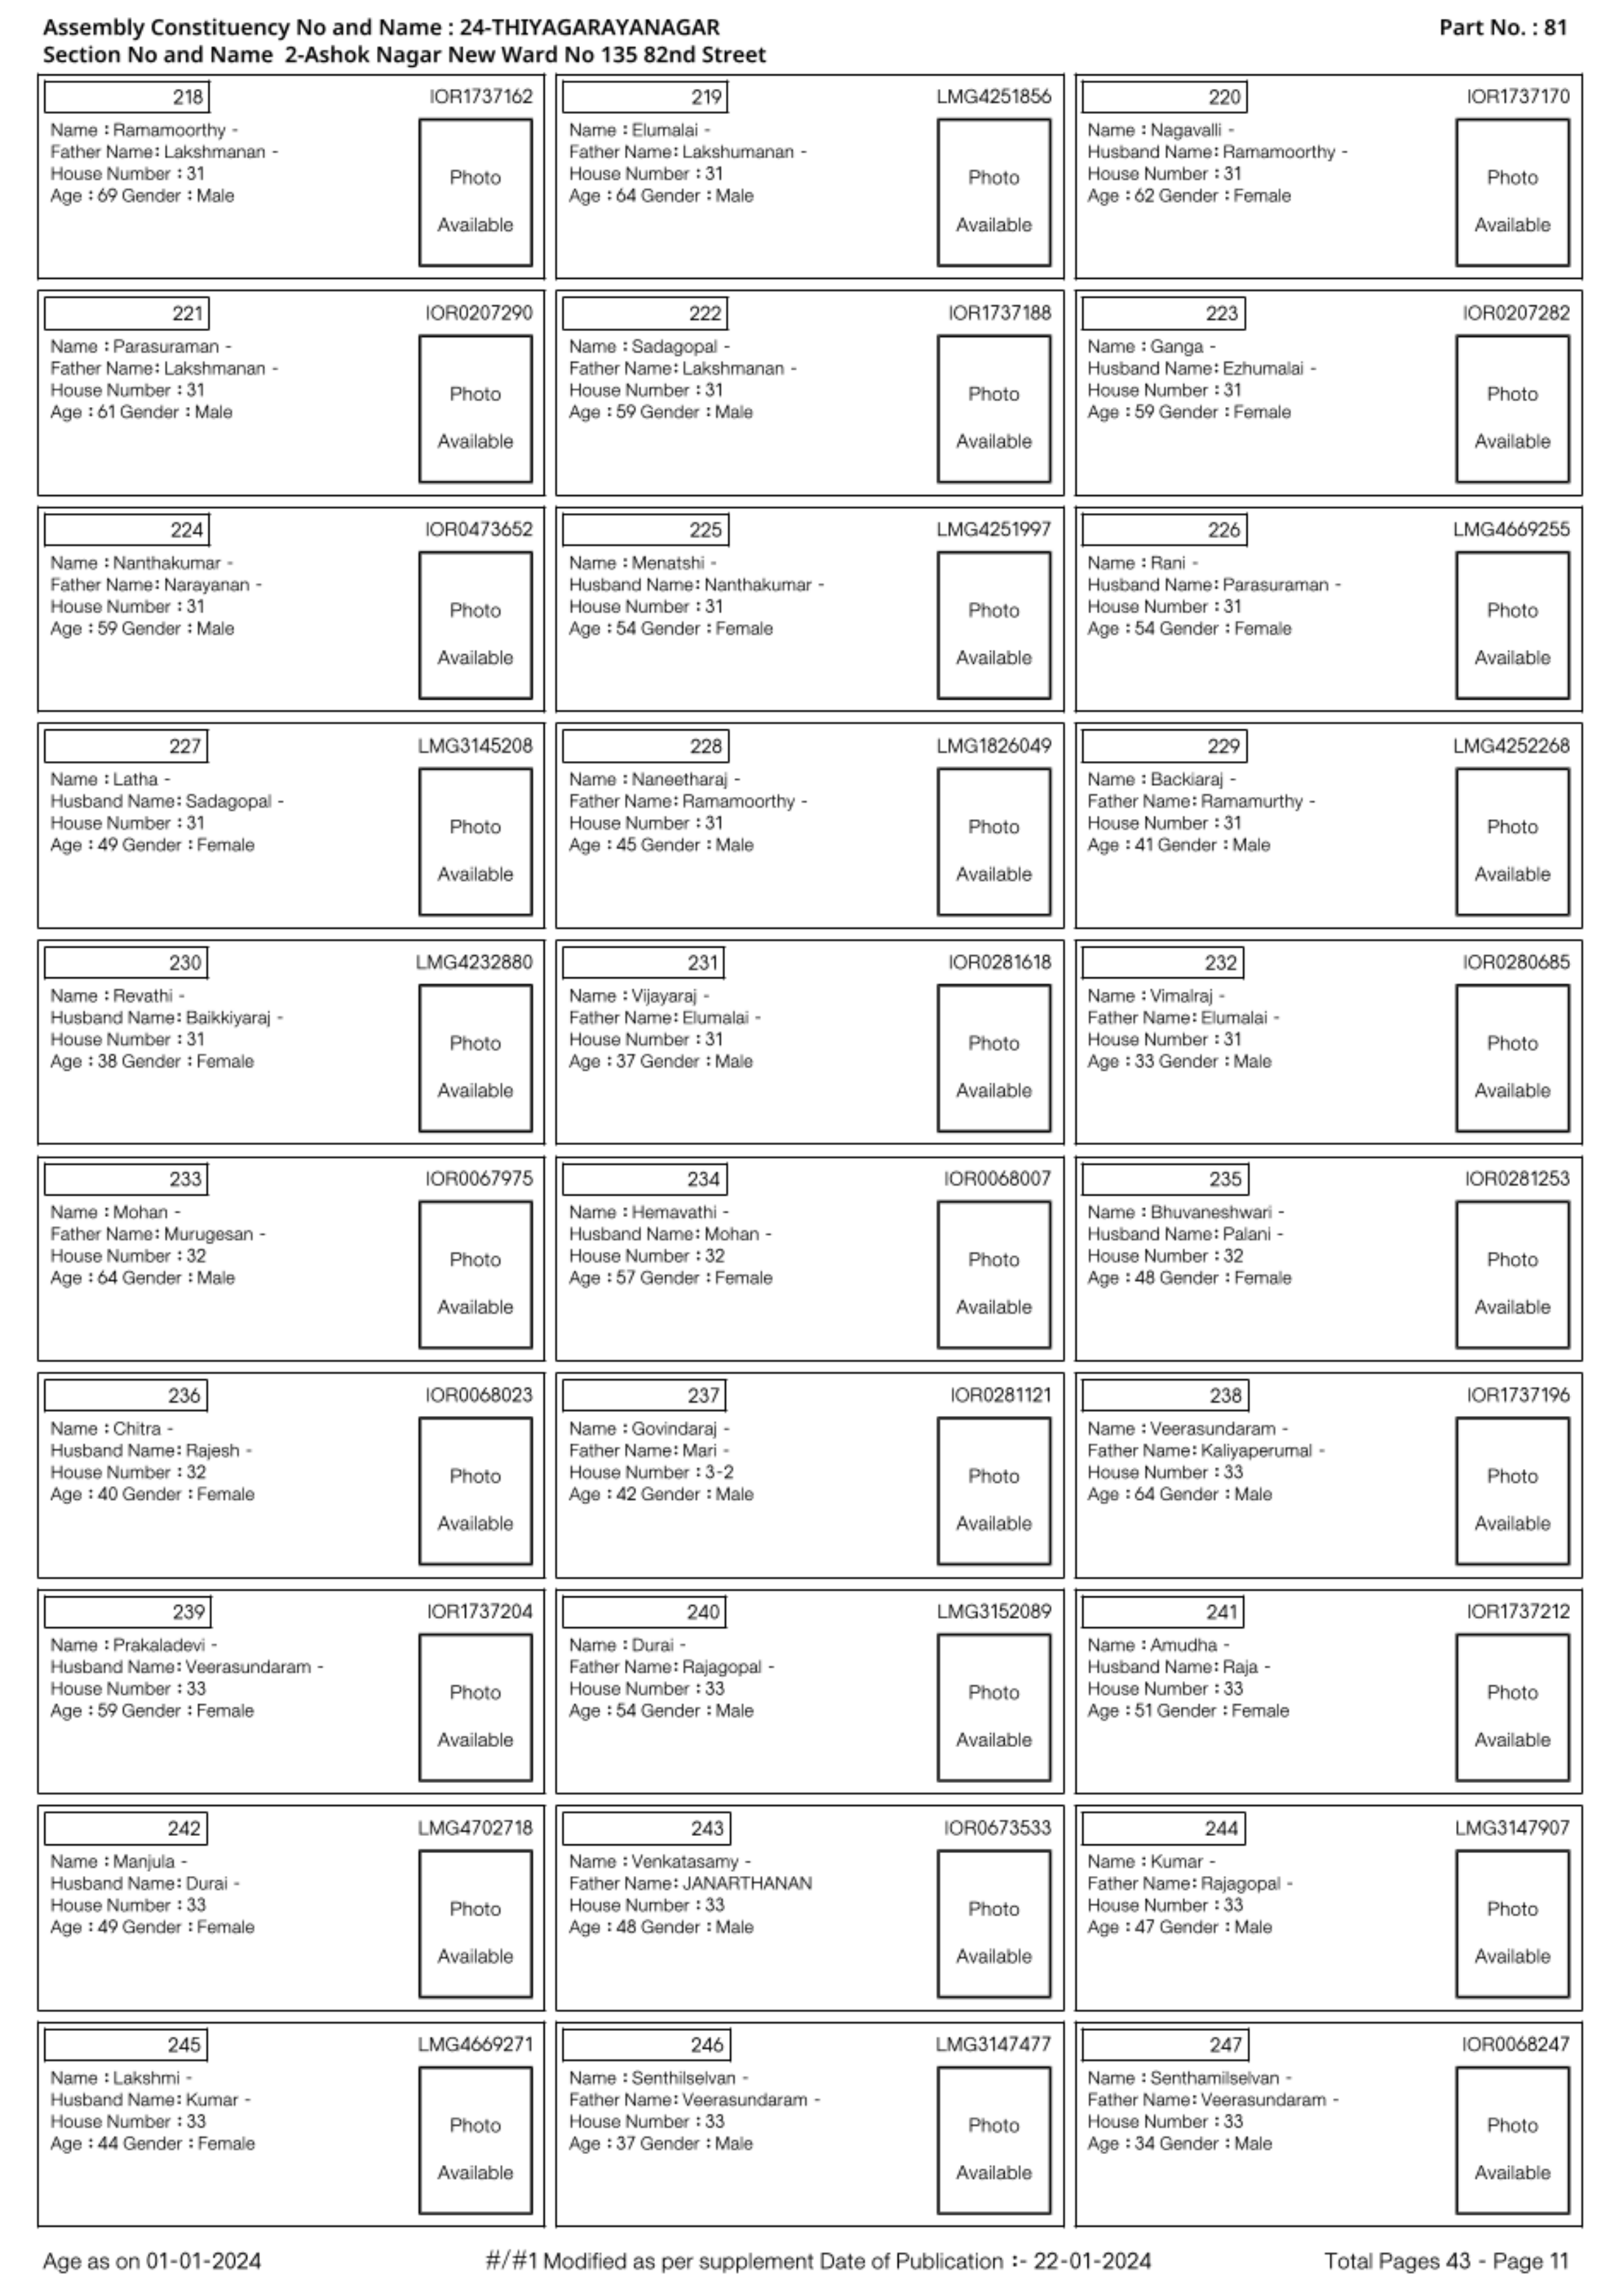 Assembly Constituency No and Name : 24-THIYAGARAYANAGAR
Part No. : 81
Section No and Name 2-Ashok Nagar New Ward No 135 82nd Street
218
IOR1737162
Name : Ramamoorthy -
Father Name: Lakshmanan -
House Number : 31
Age : 69 Gender : Male
Photo
Available
219
LMG4251856
Name : Elumalai -
Father Name: Lakshumanan -
House Number : 31
Age : 64 Gender : Male
Photo
Available
220
IOR1737170
Name : Nagavalli -
Husband Name: Ramamoorthy -
House Number : 31
Age : 62 Gender : Female
Photo
Available
221
IOR0207290
Name : Parasuraman -
Father Name: Lakshmanan -
House Number : 31
Age : 61 Gender : Male
Photo
Available
222
IOR1737188
Name : Sadagopal -
Father Name: Lakshmanan -
House Number : 31
Age : 59 Gender : Male
Photo
Available
223
IOR0207282
Name : Ganga -
Husband Name: Ezhumalai -
House Number : 31
Age : 59 Gender : Female
Photo
Available
224
IOR0473652
Name : Nanthakumar -
Father Name: Narayanan -
House Number : 31
Age : 59 Gender : Male
Photo
Available
225
LMG4251997
Name : Menatshi -
Husband Name: Nanthakumar -
House Number : 31
Age : 54 Gender : Female
Photo
Available
226
LMG4669255
Name : Rani -
Husband Name: Parasuraman -
House Number : 31
Age : 54 Gender : Female
Photo
Available
227
LMG3145208
Name : Latha -
Husband Name: Sadagopal -
House Number : 31
Age : 49 Gender : Female
Photo
Available
228
LMG1826049
Name : Naneetharaj -
Father Name: Ramamoorthy -
House Number : 31
Age : 45 Gender : Male
Photo
Available
229
LMG4252268
Name : Backiaraj -
Father Name: Ramamurthy -
House Number : 31
Age : 41 Gender : Male
Photo
Available
230
LMG4232880
Name : Revathi -
Husband Name: Baikkiyaraj -
House Number : 31
Age : 38 Gender : Female
Photo
Available
231
IOR0281618
Name : Vijayaraj -
Father Name: Elumalai -
House Number : 31
Age : 37 Gender : Male
Photo
Available
232
IOR0280685
Name : Vimalraj -
Father Name: Elumalai -
House Number : 31
Age : 33 Gender : Male
Photo
Available
233
IOR0067975
Name : Mohan -
Father Name: Murugesan -
House Number : 32
Age : 64 Gender : Male
Photo
Available
234
IOR0068007
Name : Hemavathi -
Husband Name: Mohan -
House Number : 32
Age : 57 Gender : Female
Photo
Available
235
IOR0281253
Name : Bhuvaneshwari -
Husband Name: Palani -
House Number : 32
Age : 48 Gender : Female
Photo
Available
236
IOR0068023
Name : Chitra -
Husband Name: Rajesh -
House Number : 32
Age : 40 Gender : Female
Photo
Available
237
IOR0281121
Name : Govindaraj -
Father Name: Mari -
House Number : 3-2
Age : 42 Gender : Male
Photo
Available
238
IOR1737196
Name : Veerasundaram -
Father Name: Kaliyaperumal -
House Number : 33
Age : 64 Gender : Male
Photo
Available
239
IOR1737204
Name : Prakaladevi -
Husband Name: Veerasundaram -
House Number : 33
Age : 59 Gender : Female
Photo
Available
240
LMG3152089
Name : Durai -
Father Name: Rajagopal -
House Number : 33
Age : 54 Gender : Male
Photo
Available
241
IOR1737212
Name : Amudha -
Husband Name: Raja -
House Number : 33
Age : 51 Gender : Female
Photo
Available
242
LMG4702718
Name : Manjula -
Husband Name: Durai -
House Number : 33
Age : 49 Gender : Female
Photo
Available
243
IOR0673533
Name : Venkatasamy -
Father Name: JANARTHANAN
House Number : 33
Age : 48 Gender : Male
Photo
Available
244
LMG3147907
Name : Kumar -
Father Name: Rajagopal -
House Number : 33
Age : 47 Gender : Male
Photo
Available
245
LMG4669271
Name : Lakshmi -
Husband Name: Kumar -
House Number : 33
Age : 44 Gender : Female
Photo
Available
246
LMG3147477
Name : Senthilselvan -
Father Name: Veerasundaram -
House Number : 33
Age : 37 Gender : Male
Photo
Available
247
IOR0068247
Name : Senthamilselvan -
Father Name: Veerasundaram -
House Number : 33
Age : 34 Gender : Male
Photo
Available
Age as on 01-01-2024
#/#1 Modified as per supplement Date of Publication :- 22-01-2024
Total Pages 43 - Page 11